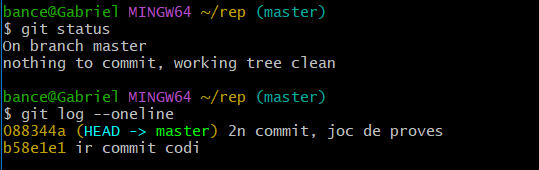 bance@Gabriel MINGW64 ~/rep (master)
$ git status
On branch master
nothing to commit, working tree clean
bance@Gabriel MINGW64 ~/rep (master)
$ git log --oneline
088344a (HEAD -> master) 2n commit, joc de proves
b58e1e1 ir commit codi